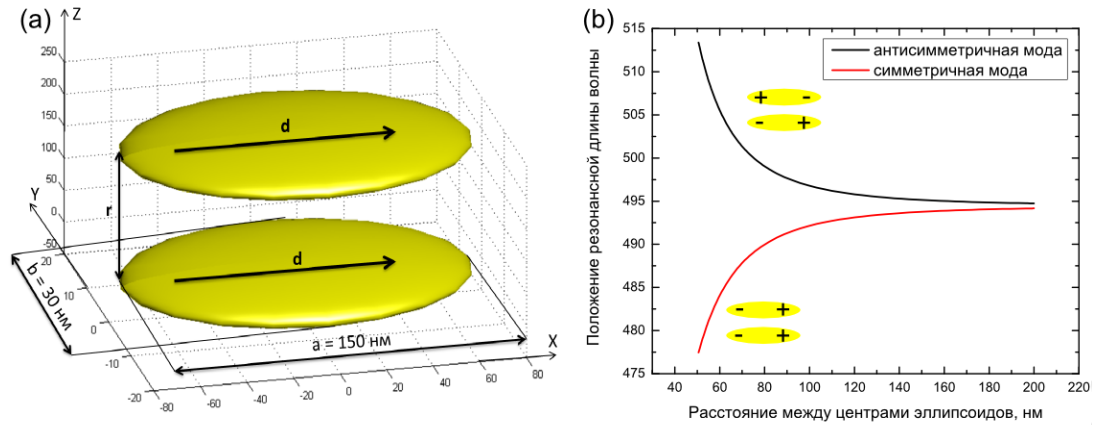 (a)
Z
250
200
150
100
50
0
-50
d
r
d
Y
20
10
0
-10
-20
b = 30 нм
a = 150 нм
X
-80
-60
-40
-20
0
20
40
60
80
(b)
Положение резонансной длины волны
515
510
505
500
495
490
485
480
475
антисимметричная мода
симметричная мода
+ -
- +
- +
- +
40 60 80 100 120 140 160 180 200 220
Расстояние между центрами эллипсоидов, нм